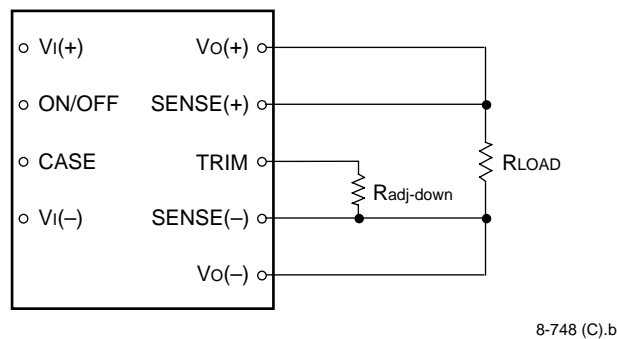 VI(+) VO(+)
ON/OFF SENSE(+)
CASE TRIM RLOAD
Radj-down
VI(–) SENSE(–)
VO(–)
8-748 (C).b